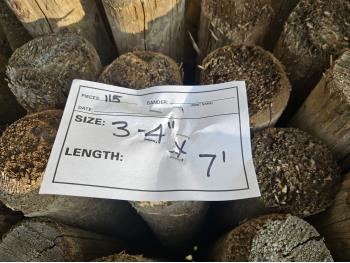 PIECES: 115 BANDER:
DATE:
SIZE: 3-4" x
LENGTH: 7'